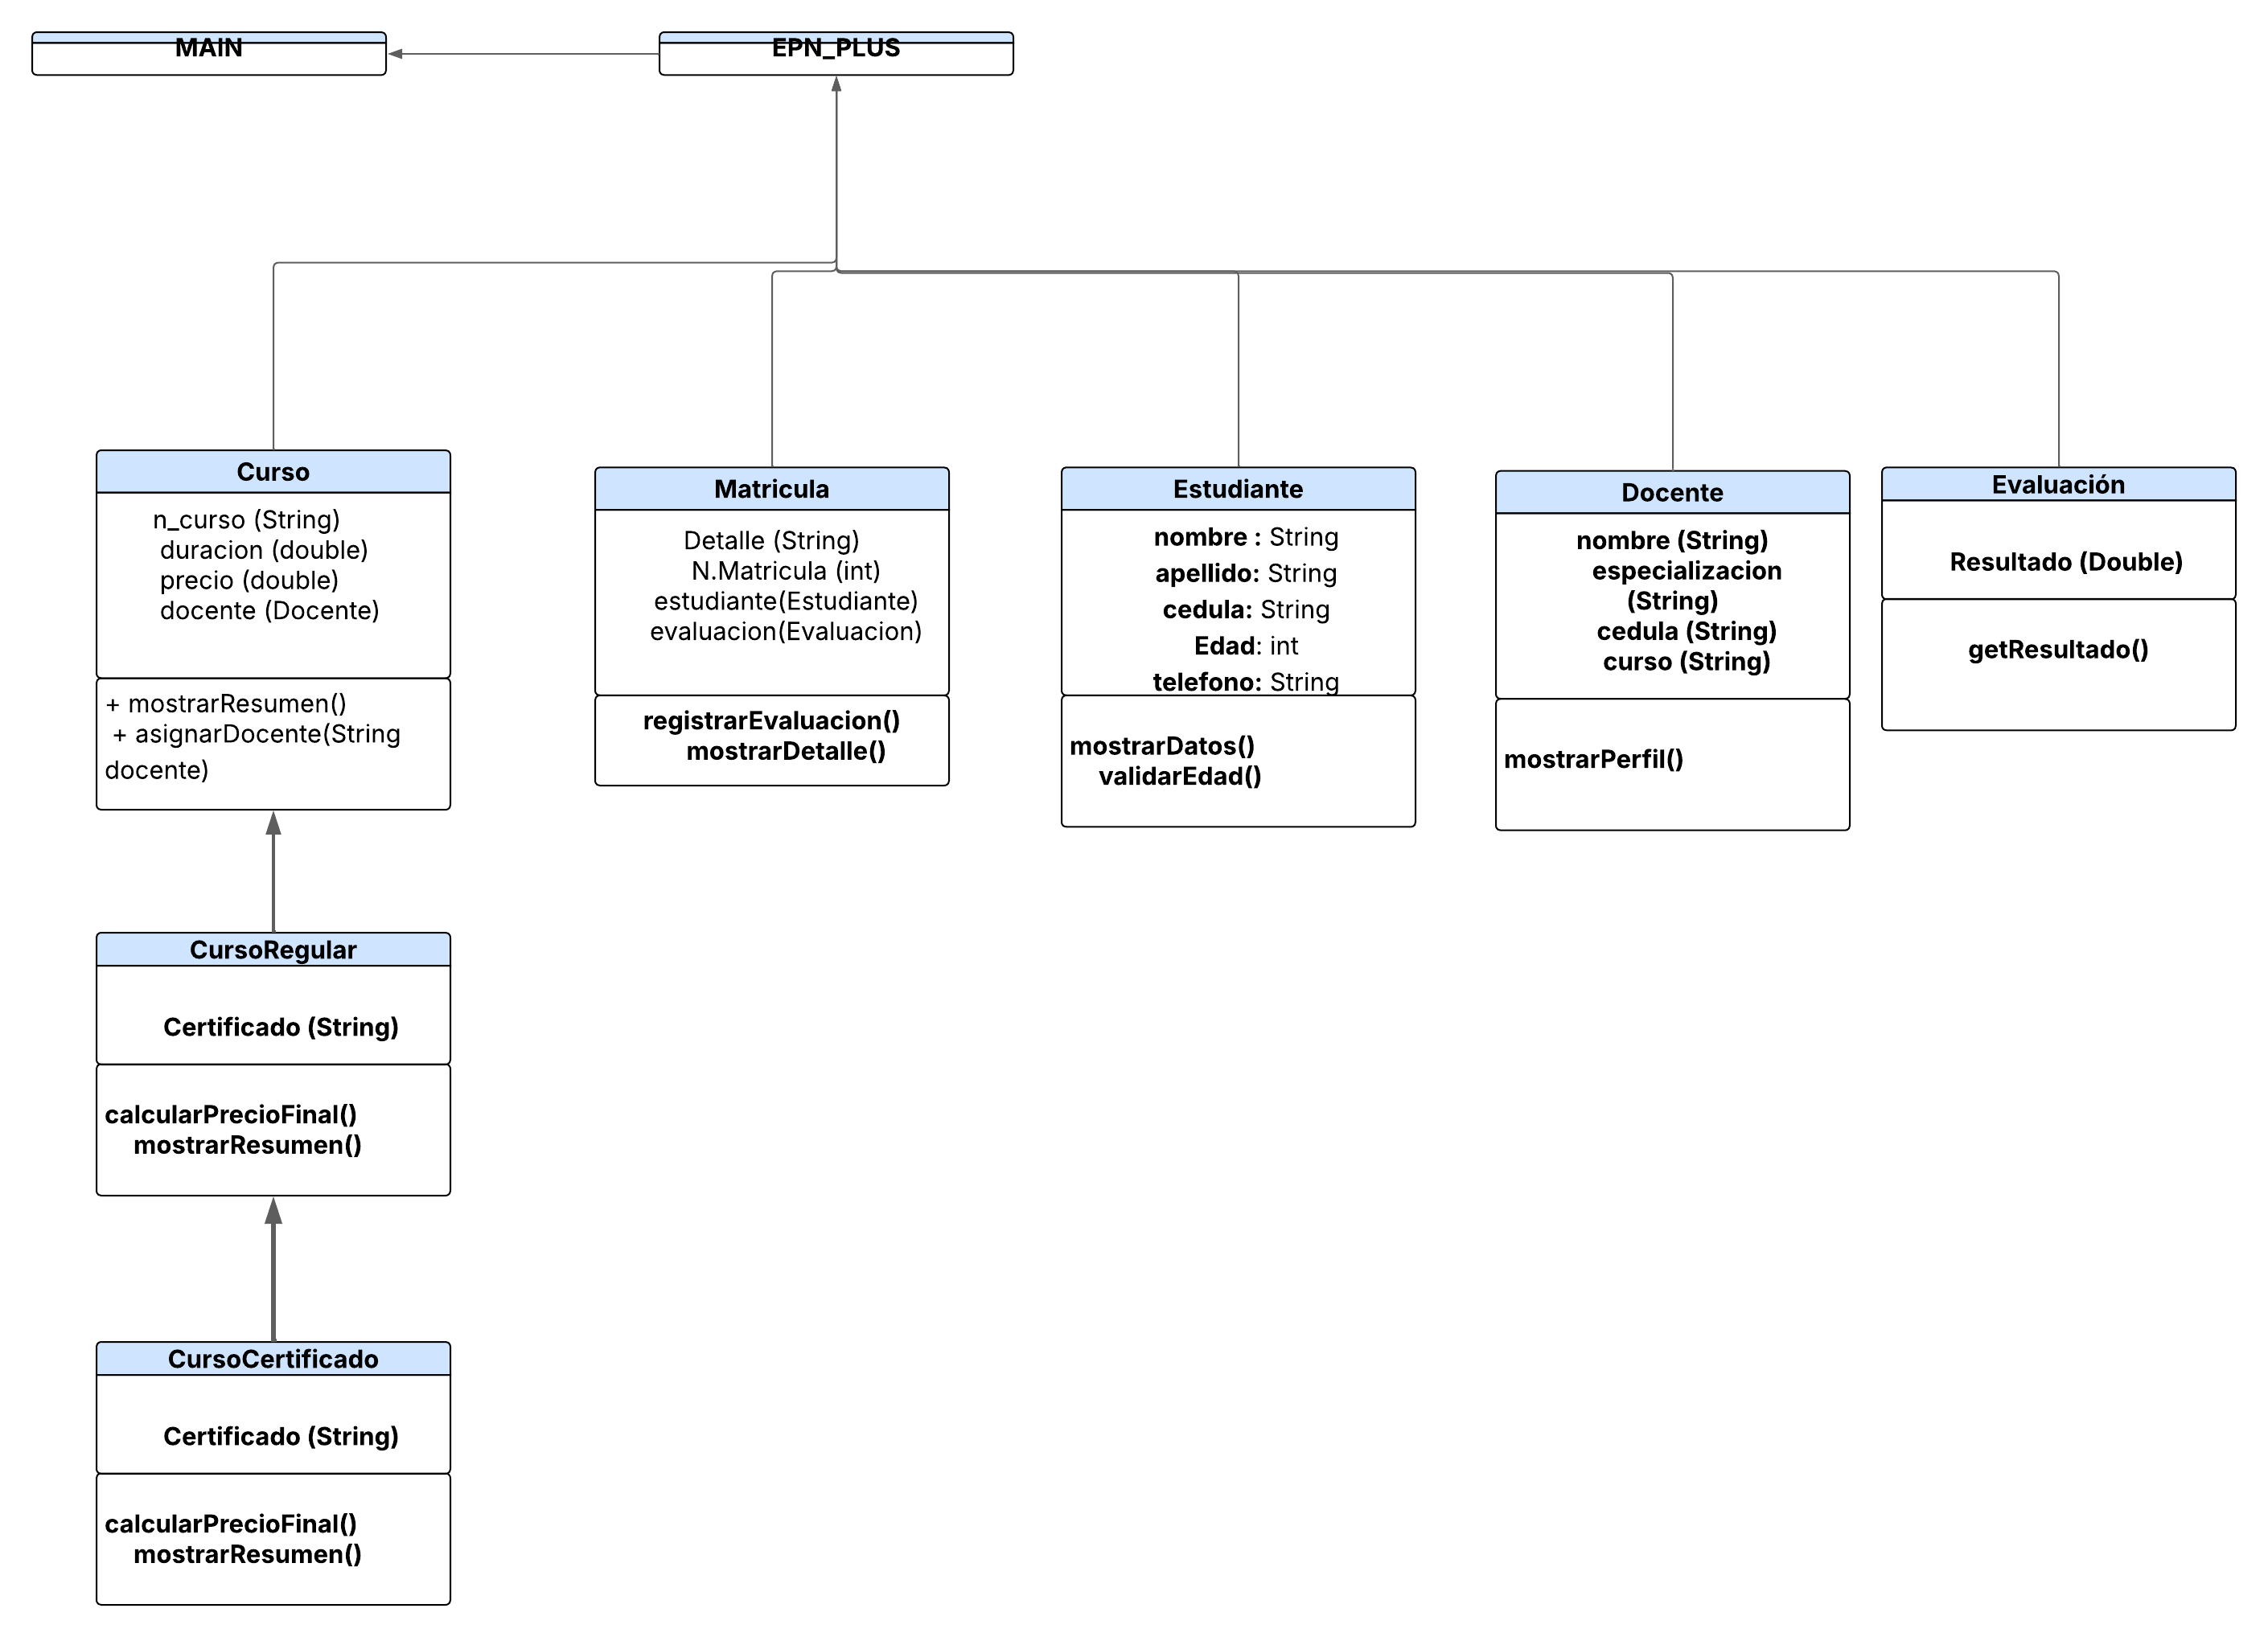 MAIN
EPN_PLUS
Curso
n_curso (String)
duracion (double)
precio (double)
docente (Docente)
+ mostrarResumen()
+ asignarDocente(String
docente)
Matricula
Detalle (String)
N.Matricula (int)
estudiante(Estudiante)
evaluacion(Evaluacion)
registrarEvaluacion()
mostrarDetalle()
Estudiante
nombre : String
apellido: String
cedula: String
Edad: int
telefono: String
mostrarDatos()
validarEdad()
Docente
nombre (String)
especializacion
(String)
cedula (String)
curso (String)
mostrarPerfil()
Evaluación
Resultado (Double)
getResultado()
CursoRegular
Certificado (String)
calcularPrecioFinal()
mostrarResumen()
CursoCertificado
Certificado (String)
calcularPrecioFinal()
mostrarResumen()